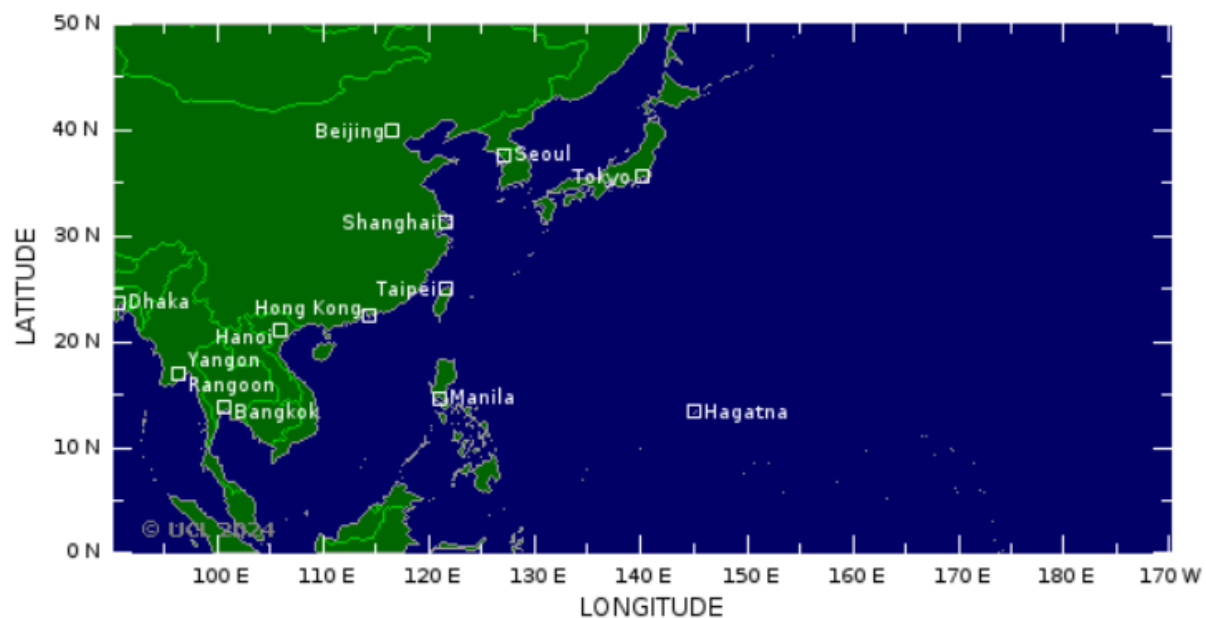 50 N
40 N
Beijing
Seoul
Tokyo
Shanghai
30 N
LATITUDE
Taipei
Dhaka
Hong Kong
Hanoi
20 N
Yangon
Rangoon
Manila
Bangkok
Hagatna
10 N
© UCL 2024
0 N
100 E 110 E 120 E 130 E 140 E 150 E 160 E 170 E 180 E 170 W
LONGITUDE